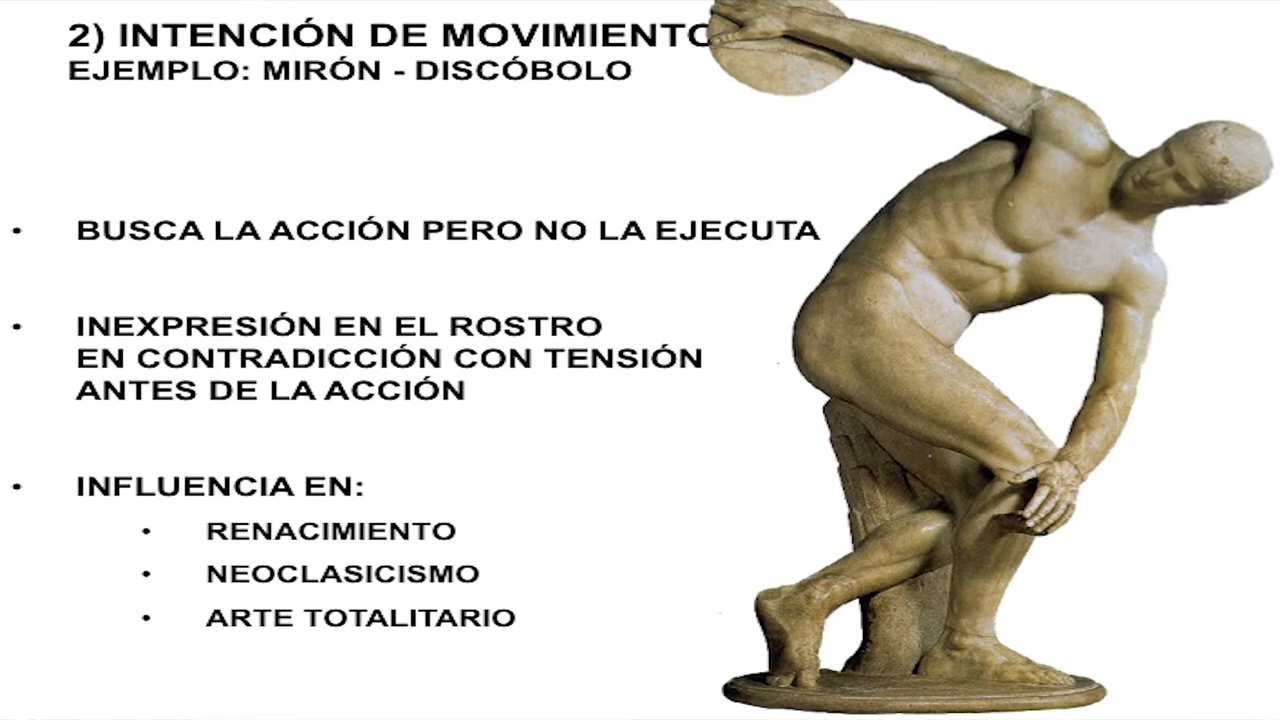 2) INTENCIÓN DE MOVIMIENTO
EJEMPLO: MIRÓN - DISCÓBOLO
• BUSCA LA ACCIÓN PERO NO LA EJECUTA
• INEXPRESIÓN EN EL ROSTRO
EN CONTRADICCIÓN CON TENSIÓN
ANTES DE LA ACCIÓN
• INFLUENCIA EN:
• RENACIMIENTO
• NEOCLASICISMO
• ARTE TOTALITARIO